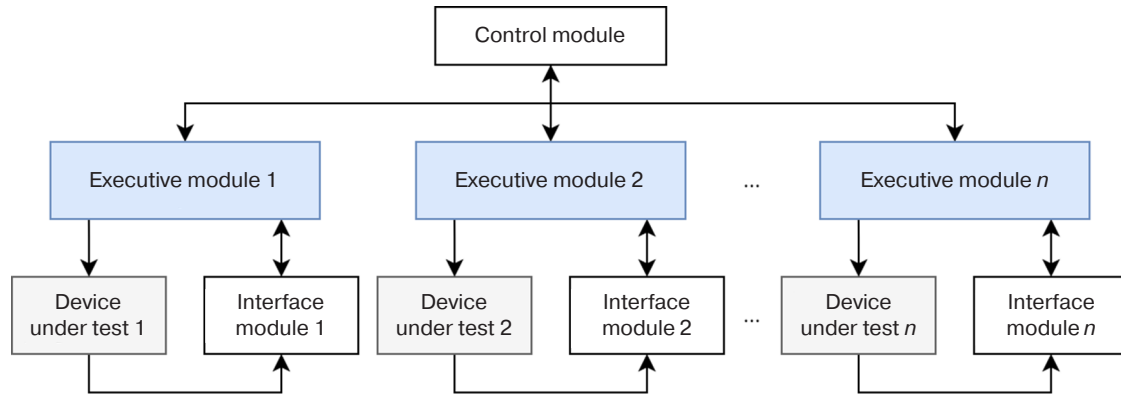 Control module
Executive module 1
Executive module 2
...
Executive module n
Device
under test 1
Interface
module 1
Device
under test 2
Interface
module 2
...
Device
under test n
Interface
module n